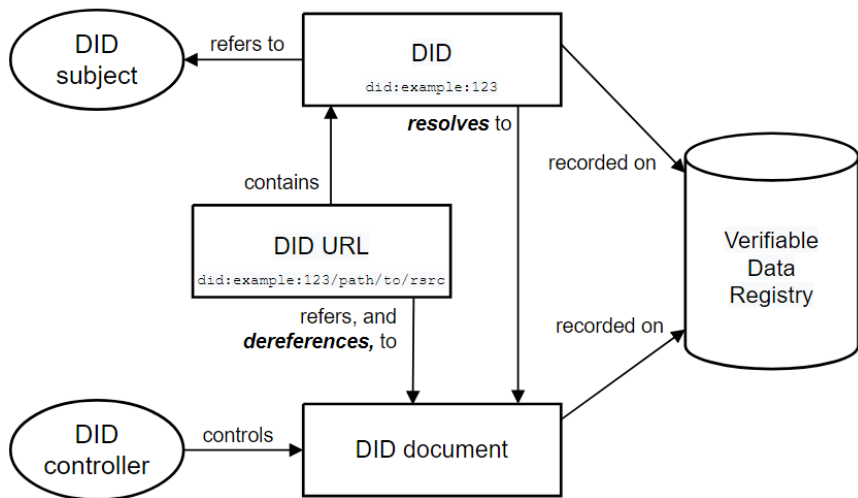 DID
subject
refers to
DID
did:example:123
resolves to
recorded on
contains
DID URL
did:example:123/path/to/rsrc
Verifiable
Data
Registry
refers, and
dereferences, to
recorded on
DID
controller
controls
DID document